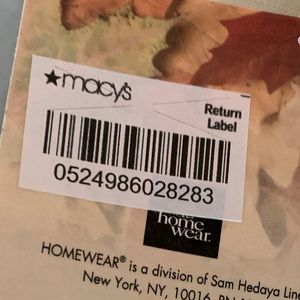 ★macy's
Return
Label
0524986028283
home
wear.
HOMEWEAR® is a division of Sam Hedaya
New York, NY, 10016